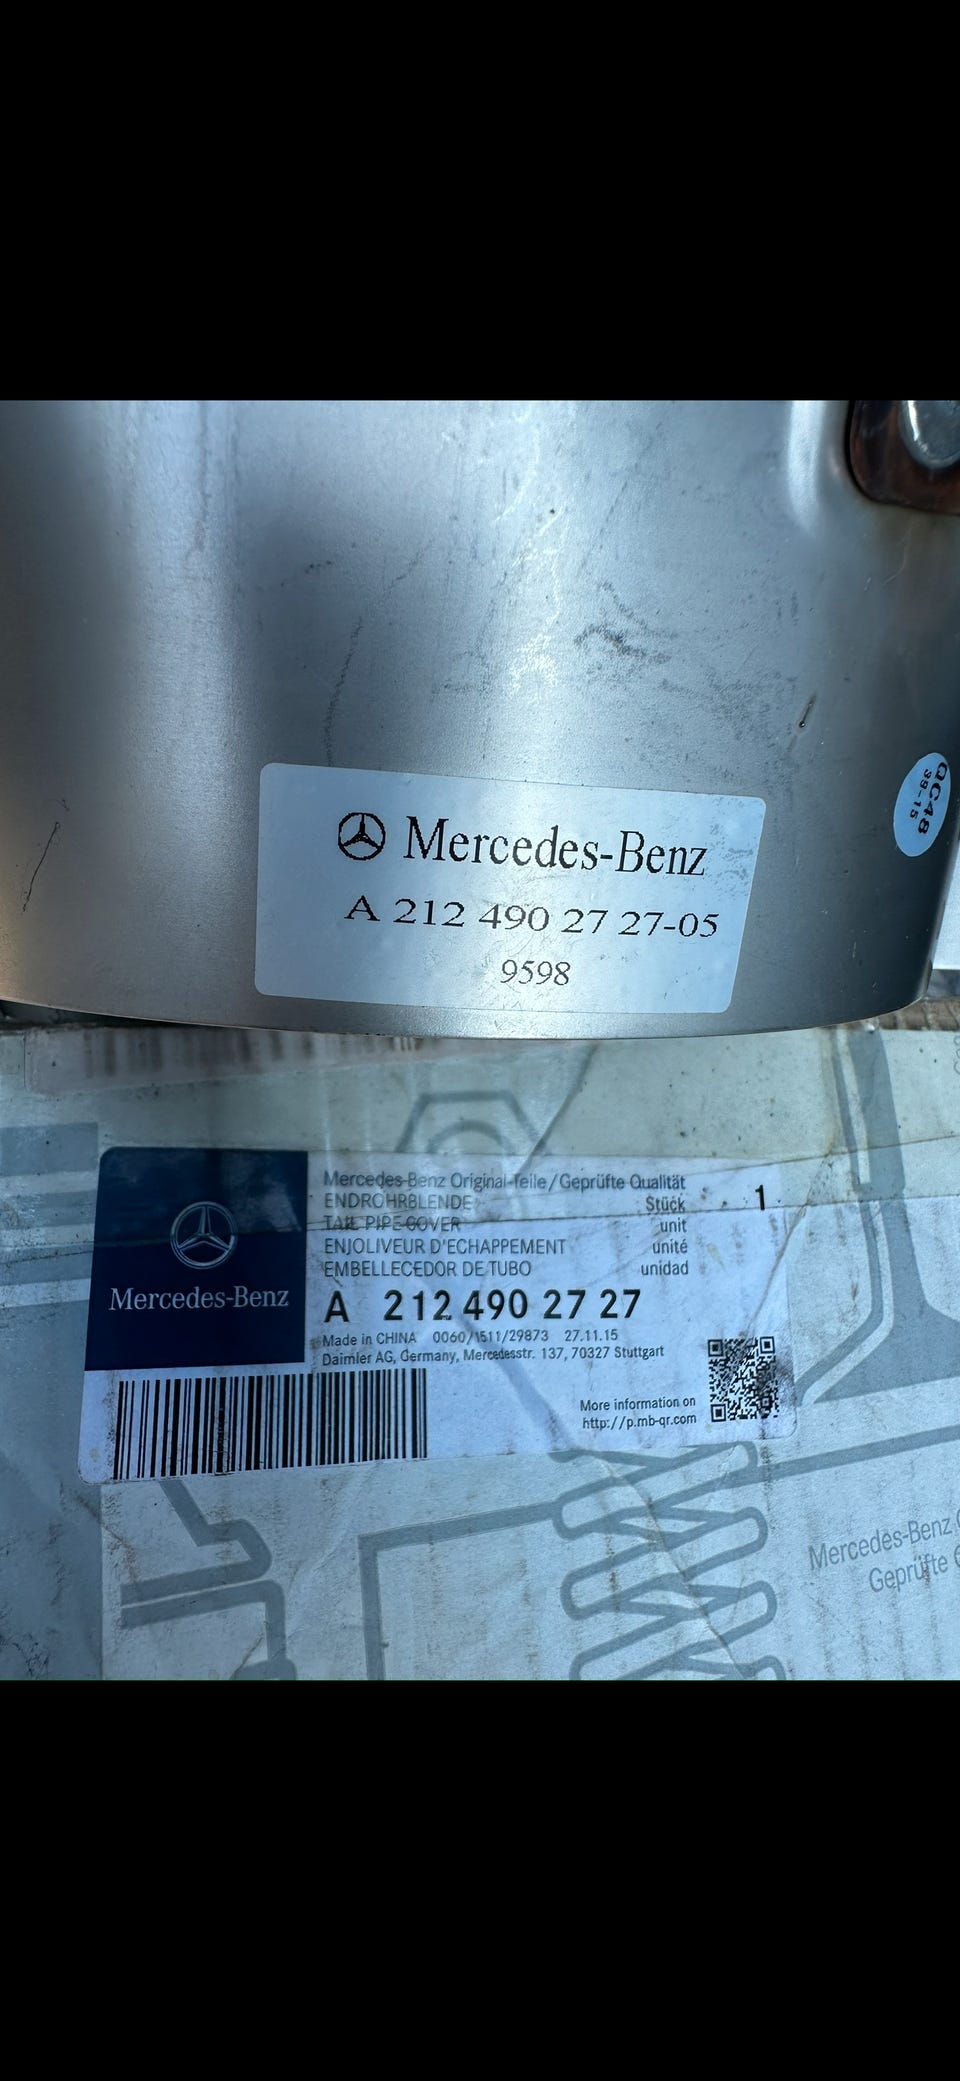 QC48
39-15
Mercedes-Benz
A 212 490 27 27-05
9598
Mercedes-Benz Original-Teile/Geprüfte Qualität
ENDROHRBLENDE Stück 1
TAIL PIPE COVER unit
ENJOLIVEUR D'ECHAPPEMENT unité
EMBELLECEDOR DE TUBO unidad
Mercedes-Benz
A 212 490 27 27
Made in CHINA 0060/1511/29873 27.11.15
Daimler AG, Germany, Mercedesstr. 137, 70327 Stuttgart
More information on
http://p.mb-qr.com
Mercedes-Benz
Geprüfte